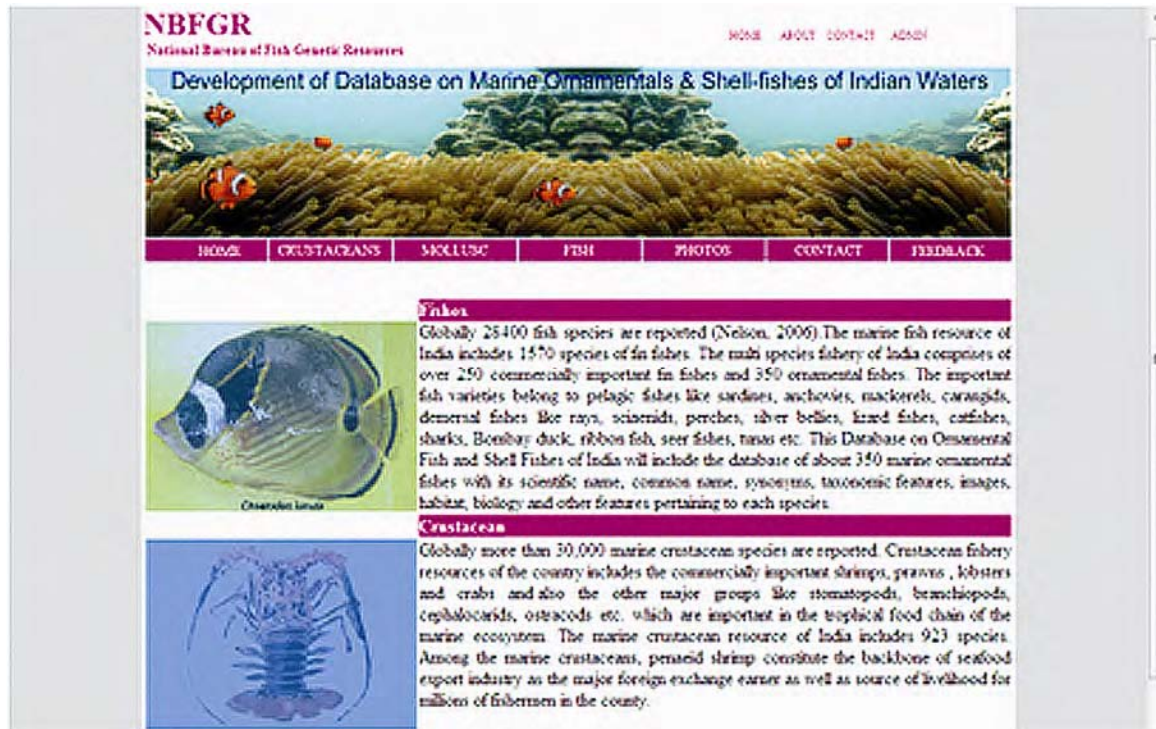 NBFGR
National Bureau of Fish Genetic Resources
HOME ABOUT CONTACT ADMIN
Development of Database on Marine Ornamentals & Shell-fishes of Indian Waters
HOME CRUSTACEANS MOLLUSC FISH PHOTOS CONTACT FEEDBACK
Fishes
Globally 28400 fish species are reported (Nelson, 2006).The marine fish resource of
India includes 1570 species of fin fishes. The multi species fishery of India comprises of
over 250 commercially important fin fishes and 350 ornamental fishes. The important
fish varieties belong to pelagic fishes like sardines, anchovies, mackerels, carangids,
demersal fishes like rays, sciaenids, perches, silver bellies, lizard fishes, catfishes,
sharks, Bombay duck, ribbon fish, seer fishes, tunas etc. This Database on Ornamental
Fish and Shell Fishes of India will include the database of about 350 marine ornamental
fishes with its scientific name, common name, synonyms, taxonomic features, images,
habitat, biology and other features pertaining to each species.
Chaetodon lunula
Crustacean
Globally more than 30,000 marine crustacean species are reported. Crustacean fishery
resources of the country includes the commercially important shrimps, prawns , lobsters
and crabs and also the other major groups like stomatopods, branchiopods,
cephalocarids, ostracods etc. which are important in the trophical food chain of the
marine ecosystem. The marine crustacean resource of India includes 923 species.
Among the marine crustaceans, penaeid shrimp constitute the backbone of seafood
export industry as the major foreign exchange earner as well as source of livelihood for
millions of fishermen in the county.